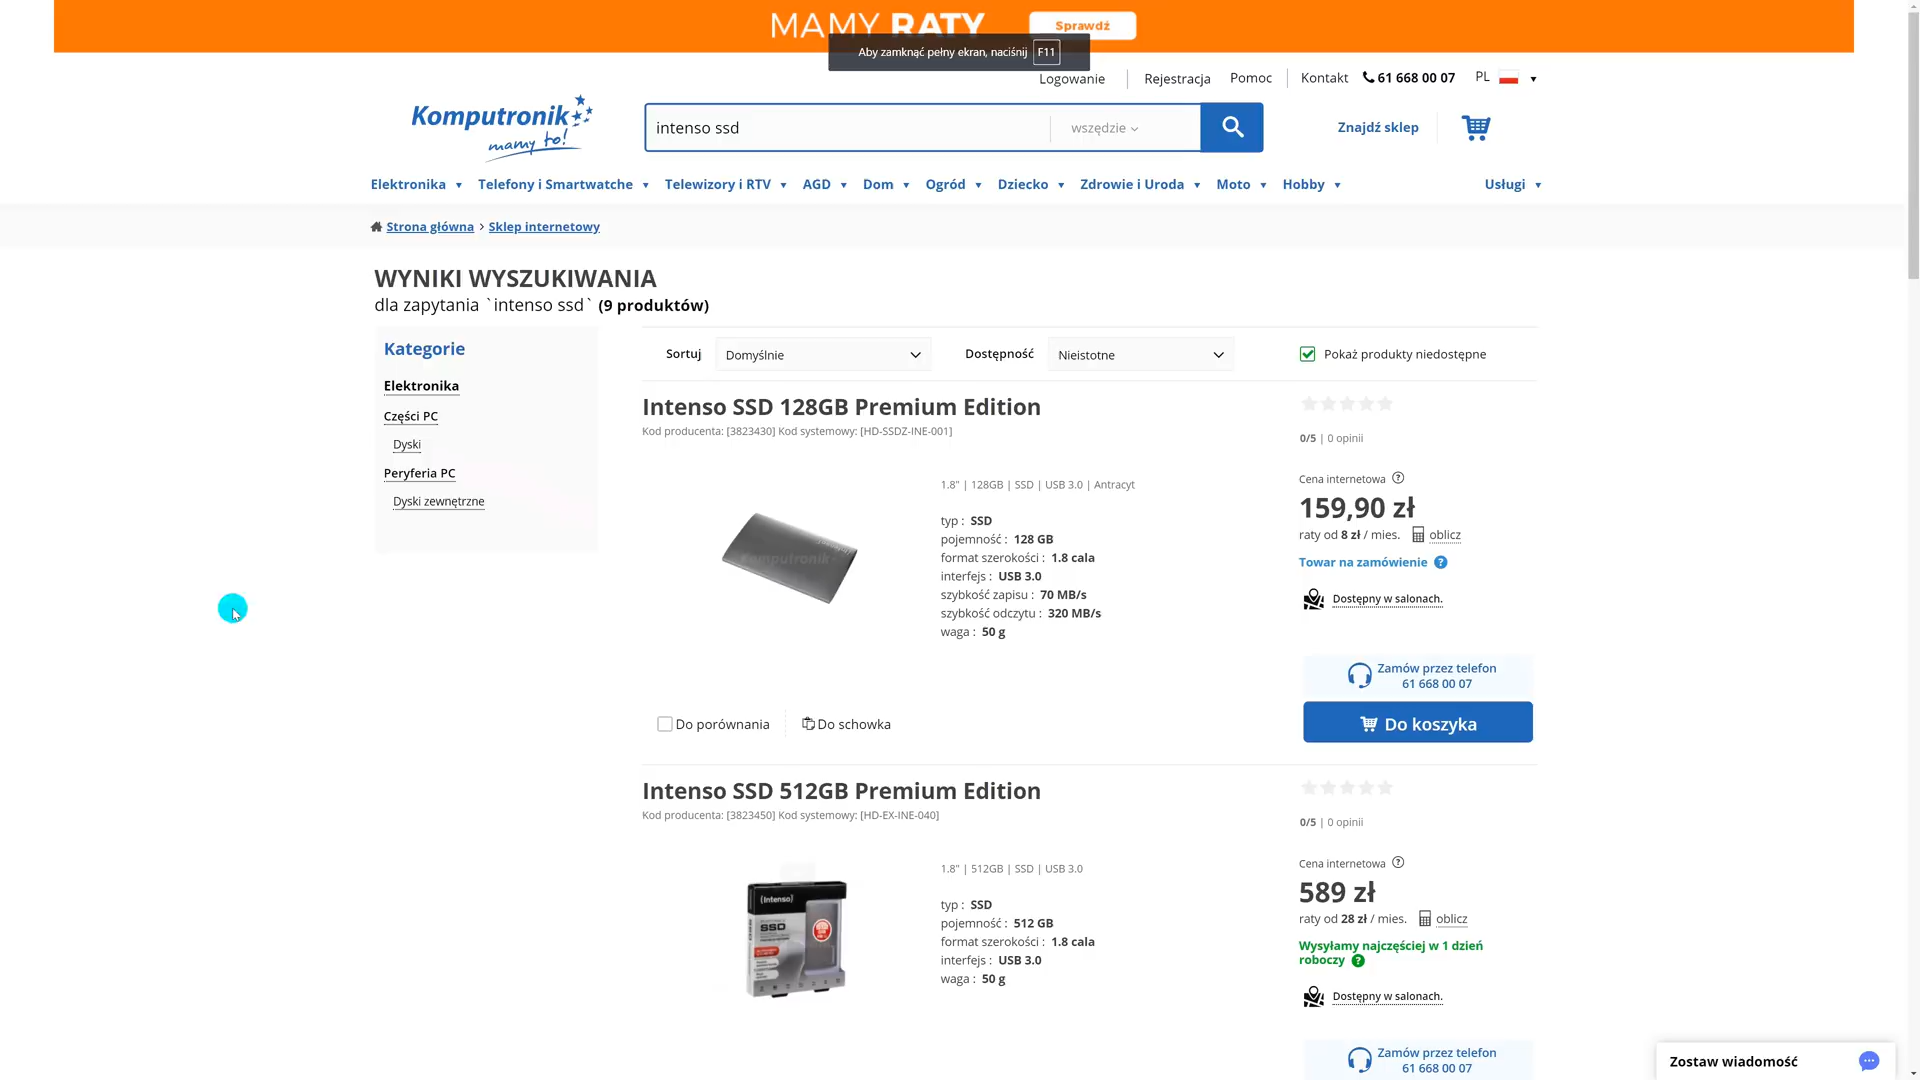 MAMY RATY
Sprawdź
Aby zamknąć pełny ekran, naciśnij F11
Logowanie Rejestracja Pomoc Kontakt 61 668 00 07 PL
Komputronik
mamy to!
intenso ssd wszędzie
Znajdź sklep
Elektronika Telefony i Smartwatche Telewizory i RTV AGD Dom Ogród Dziecko Zdrowie i Uroda Moto Hobby Usługi
Strona główna > Sklep internetowy
WYNIKI WYSZUKIWANIA
dla zapytania `intenso ssd` (9 produktów)
Kategorie
Elektronika
Części PC
Dyski
Peryferia PC
Dyski zewnętrzne
Sortuj Domyślnie Dostępność Nieistotne Pokaż produkty niedostępne
Intenso SSD 128GB Premium Edition
Kod producenta: [3823430] Kod systemowy: [HD-SSDZ-INE-001]
Komputronik
1.8" | 128GB | SSD | USB 3.0 | Antracyt
typ : SSD
pojemność : 128 GB
format szerokości : 1.8 cala
interfejs : USB 3.0
szybkość zapisu : 70 MB/s
szybkość odczytu : 320 MB/s
waga : 50 g
0/5 | 0 opinii
Cena internetowa ?
159,90 zł
raty od 8 zł / mies. oblicz
Towar na zamówienie ?
Dostępny w salonach.
Zamów przez telefon
61 668 00 07
Do koszyka
Do porównania Do schowka
Intenso SSD 512GB Premium Edition
Kod producenta: [3823450] Kod systemowy: [HD-EX-INE-040]
(intenso)
SSD
1.8" | 512GB | SSD | USB 3.0
typ : SSD
pojemność : 512 GB
format szerokości : 1.8 cala
interfejs : USB 3.0
waga : 50 g
0/5 | 0 opinii
Cena internetowa ?
589 zł
raty od 28 zł / mies. oblicz
Wysyłamy najczęściej w 1 dzień
roboczy ?
Dostępny w salonach.
Zamów przez telefon
61 668 00 07
Zostaw wiadomość